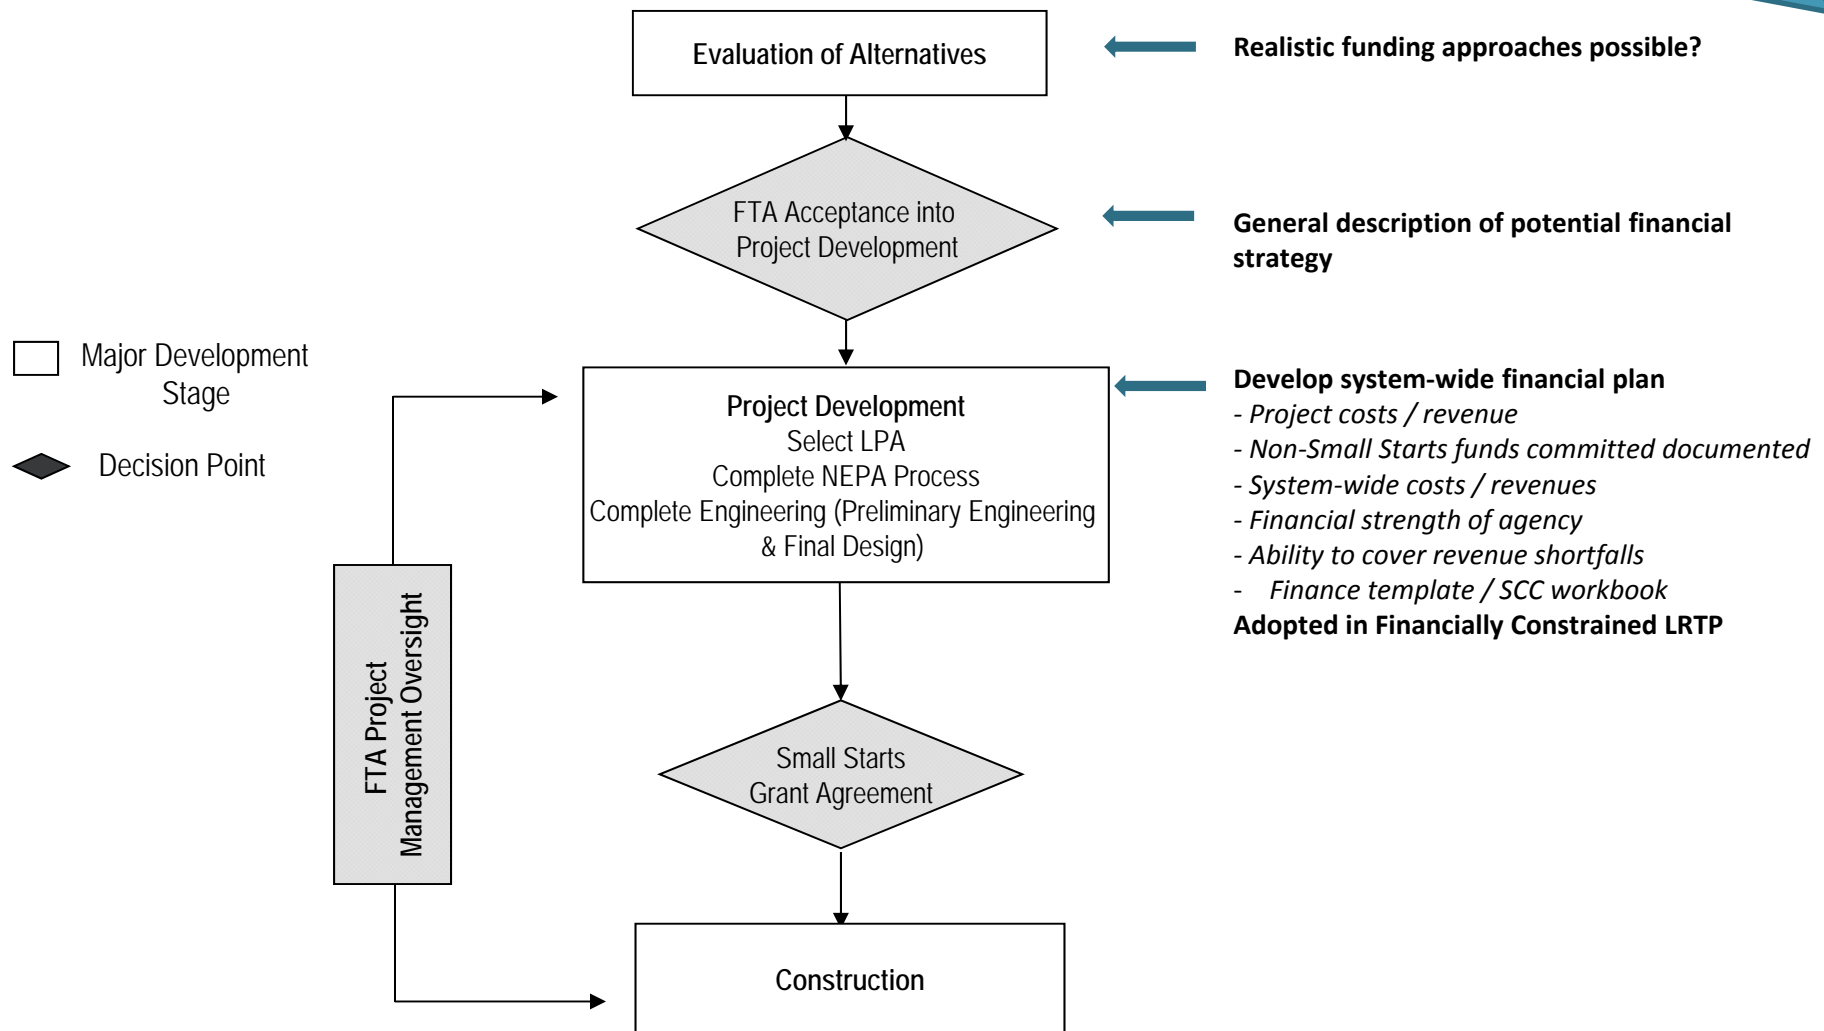 Evaluation of Alternatives
Realistic funding approaches possible?
FTA Acceptance into
Project Development
General description of potential financial
strategy
Major Development
Stage
Decision Point
Project Development
Select LPA
Complete NEPA Process
Complete Engineering (Preliminary Engineering
& Final Design)
Develop system-wide financial plan
- Project costs / revenue
- Non-Small Starts funds committed documented
- System-wide costs / revenues
- Financial strength of agency
- Ability to cover revenue shortfalls
- Finance template / SCC workbook
Adopted in Financially Constrained LRTP
FTA Project
Management Oversight
Small Starts
Grant Agreement
Construction